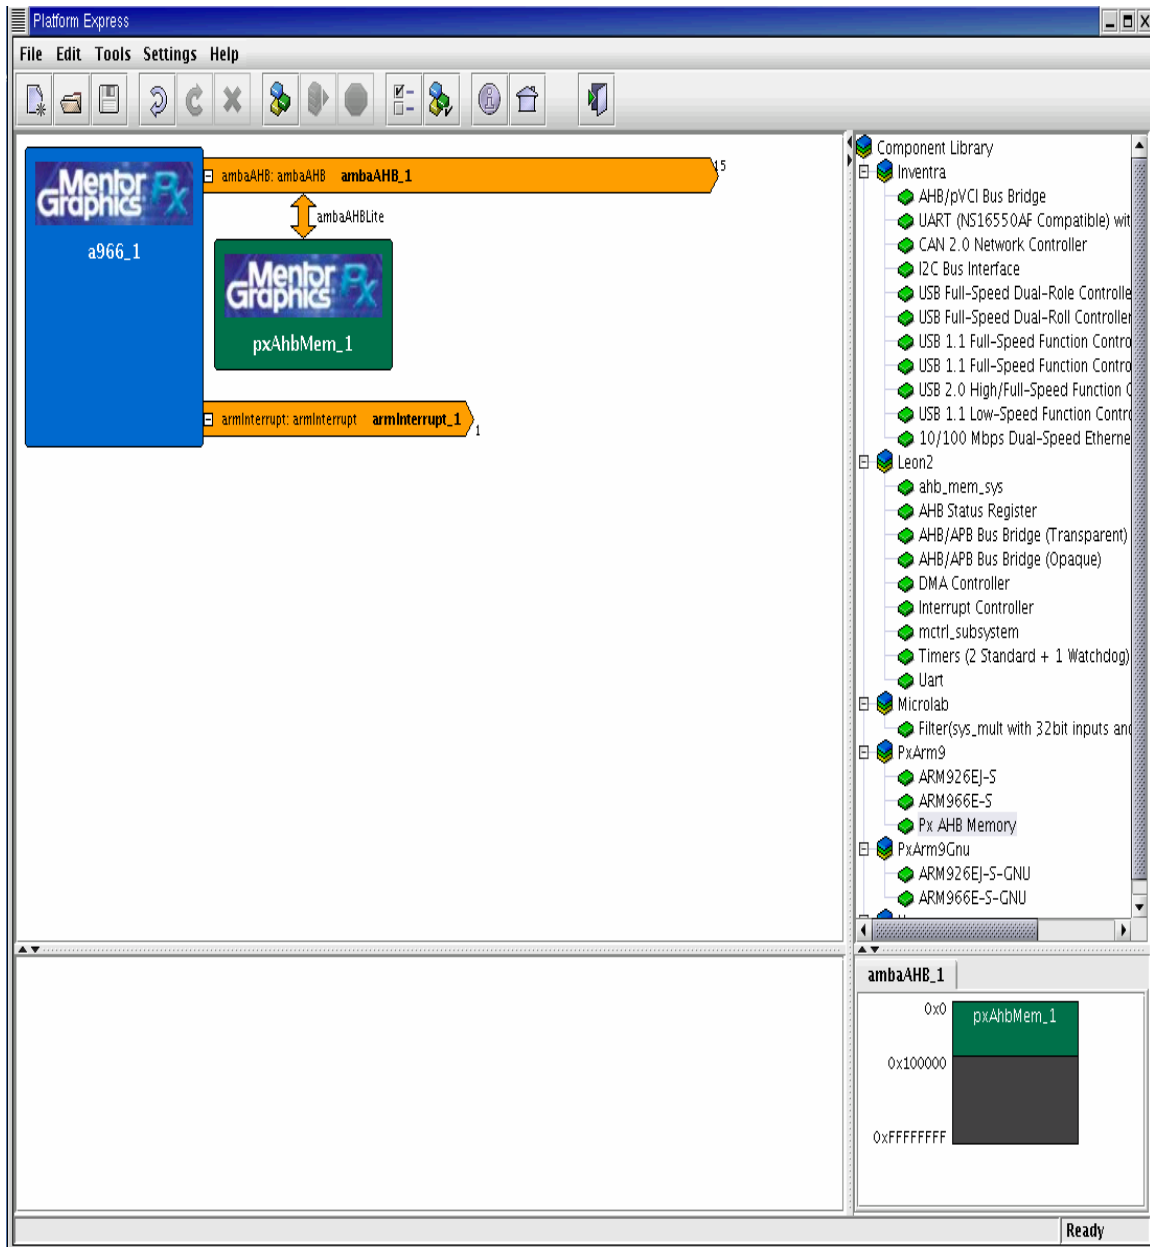 Platform Express
File Edit Tools Settings Help
Mentor Graphics Px
a966_1
ambaAHB: ambaAHB ambaAHB_1
15
ambaAHBLite
Mentor Graphics Px
pxAhbMem_1
armInterrupt: armInterrupt armInterrupt_1
1
Component Library
Inventra
AHB/pVCI Bus Bridge
UART (NS16550AF Compatible) wit
CAN 2.0 Network Controller
I2C Bus Interface
USB Full-Speed Dual-Role Controlle
USB Full-Speed Dual-Roll Controller
USB 1.1 Full-Speed Function Contro
USB 1.1 Full-Speed Function Contro
USB 2.0 High/Full-Speed Function C
USB 1.1 Low-Speed Function Contro
10/100 Mbps Dual-Speed Etherne
Leon2
ahb_mem_sys
AHB Status Register
AHB/APB Bus Bridge (Transparent)
AHB/APB Bus Bridge (Opaque)
DMA Controller
Interrupt Controller
mctrl_subsystem
Timers (2 Standard + 1 Watchdog)
Uart
Microlab
Filter(sys_mult with 32bit inputs and
PxArm9
ARM926EJ-S
ARM966E-S
Px AHB Memory
PxArm9Gnu
ARM926EJ-S-GNU
ARM966E-S-GNU
ambaAHB_1
0x0
pxAhbMem_1
0x100000
0xFFFFFFFF
Ready